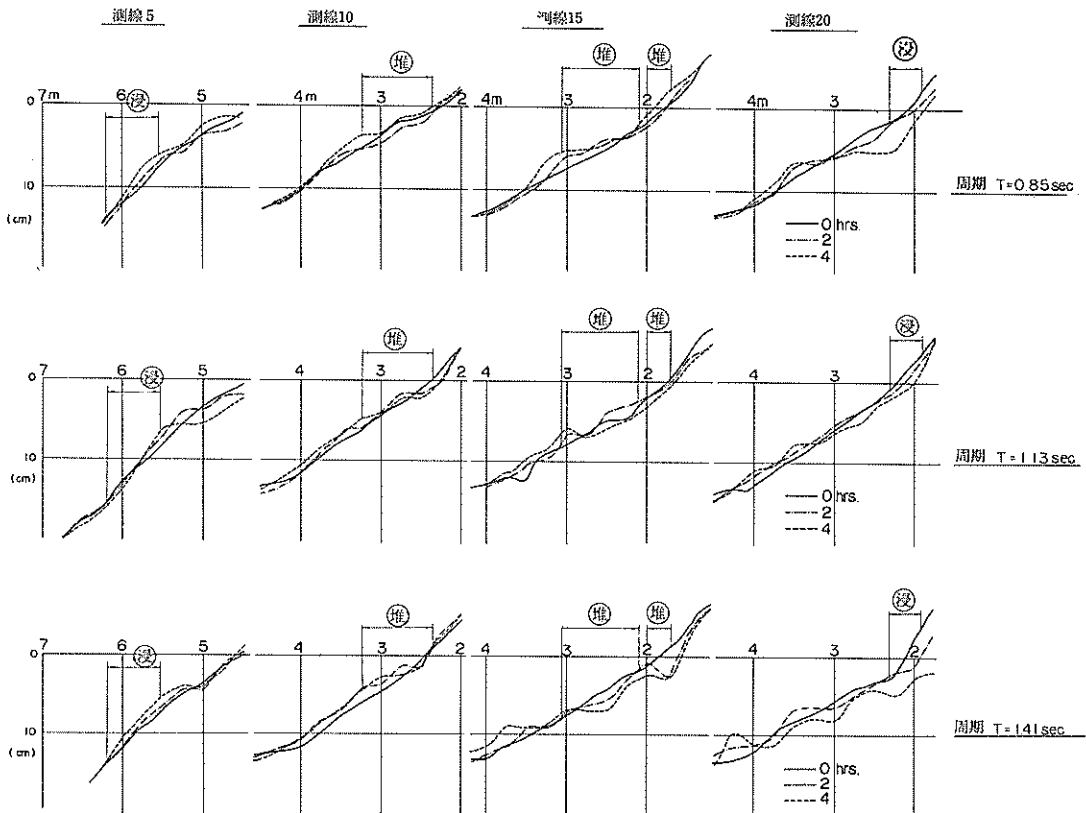 測線5 測線10 測線15 測線20
堆 堆 堆 浸
7m 6 浸 5 4m 3 2 4m 3 2 4m 3 2
0
10
(cm)
周期 T=0.85sec
0 hrs.
2
4
堆 堆 堆 浸
7 6 浸 5 4 3 2 4 3 2 4 3 2
0
10
(cm)
周期 T=1.13sec
0 hrs.
2
4
堆 堆 堆 浸
7 6 浸 5 4 3 2 4 3 2 4 3 2
0
10
(cm)
周期 T=1.41sec
0 hrs.
2
4